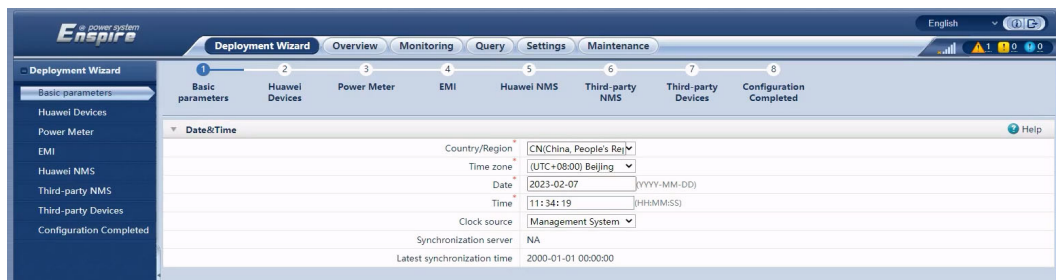 @ power system
Enspire
English
Deployment Wizard Overview Monitoring Query Settings Maintenance
1 0 0
Deployment Wizard
Basic parameters
Huawei Devices
Power Meter
EMI
Huawei NMS
Third-party NMS
Third-party Devices
Configuration Completed
1 2 3 4 5 6 7 8
Basic parameters
Huawei Devices
Power Meter
EMI
Huawei NMS
Third-party NMS
Third-party Devices
Configuration Completed
Date&Time Help
Country/Region * CN(China, People's Rep
Time zone * (UTC+08:00) Beijing
Date * 2023-02-07 (YYYY-MM-DD)
Time * 11:34:19 (HH:MM:SS)
Clock source Management System
Synchronization server NA
Latest synchronization time 2000-01-01 00:00:00